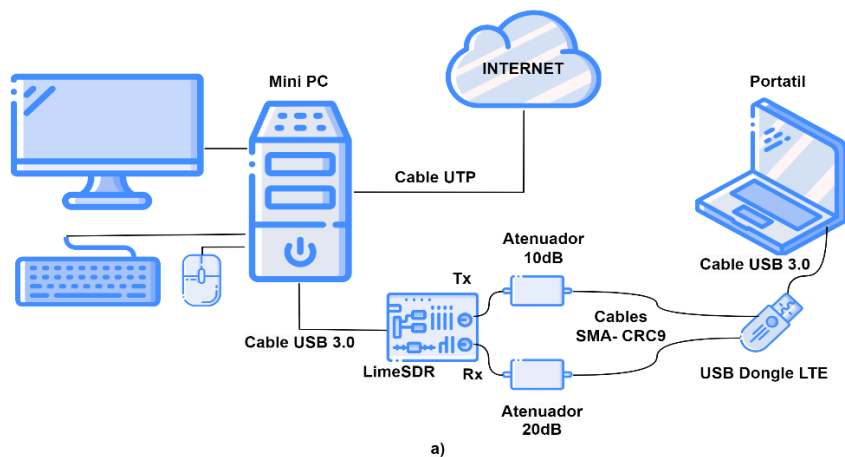 INTERNET
Mini PC
Portatil
Cable UTP
Atenuador
10dB
Cable USB 3.0
Tx
Cables
SMA- CRC9
Cable USB 3.0
LimeSDR
Rx
USB Dongle LTE
Atenuador
20dB
a)